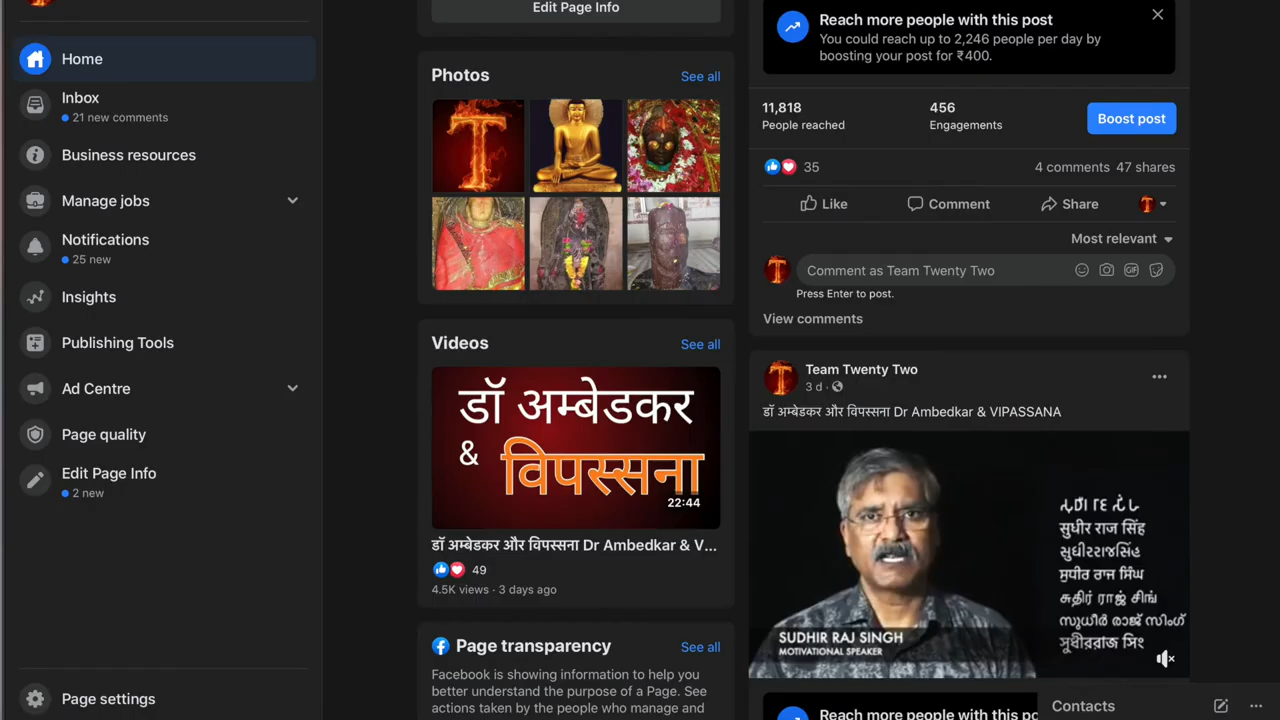 Home
Inbox
21 new comments
Business resources
Manage jobs
Notifications
25 new
Insights
Publishing Tools
Ad Centre
Page quality
Edit Page Info
2 new
Page settings
Edit Page Info
Photos
See all
T
Videos
See all
डॉ अम्बेडकर
&
विपस्सना
22:44
डॉ अम्बेडकर और विपस्सना Dr Ambedkar & V...
49
4.5K views · 3 days ago
Page transparency
See all
Facebook is showing information to help you
better understand the purpose of a Page. See
actions taken by the people who manage and
Reach more people with this post
You could reach up to 2,246 people per day by
boosting your post for ₹400.
11,818
People reached
456
Engagements
Boost post
35
4 comments 47 shares
Like
Comment
Share
Most relevant
Comment as Team Twenty Two
GIF
Press Enter to post.
View comments
Team Twenty Two
3 d ·
डॉ अम्बेडकर और विपस्सना Dr Ambedkar & VIPASSANA
सुधीर राज सिंह
સુધીરરાજસિંહ
ਸੁਧੀਰ ਰਾਜ ਸਿੰਘ
சுதிர் ராஜ் சிங்
സുധീർ രാജ് സിംഗ്
SUDHIR RAJ SINGH
MOTIVATIONAL SPEAKER
Reach more people with this po
Contacts